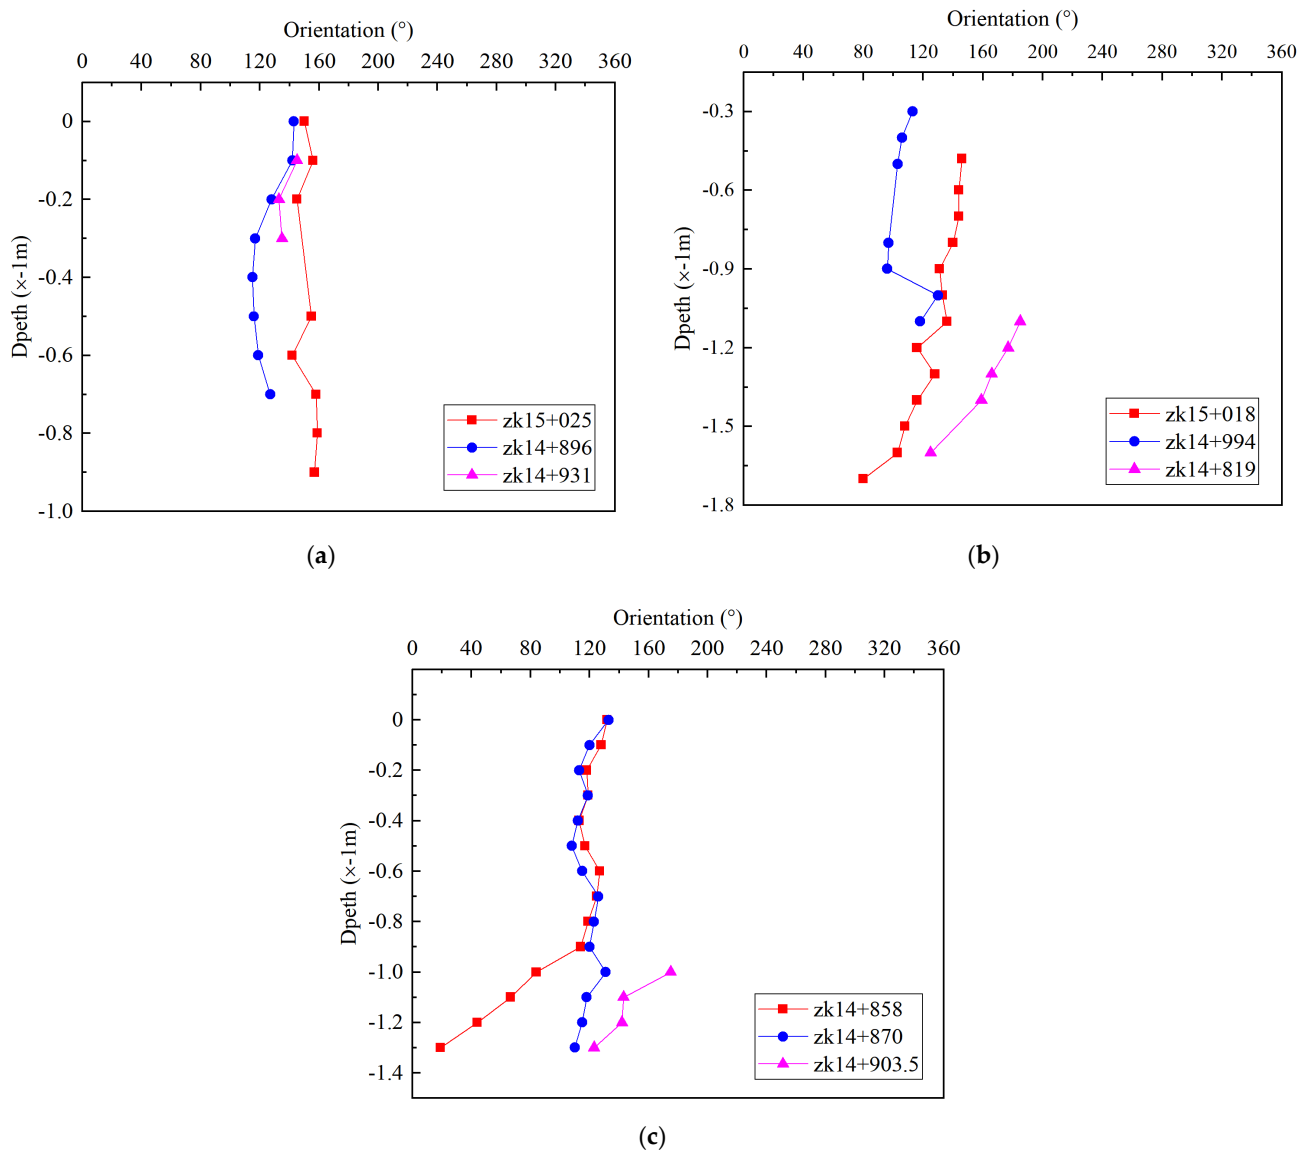 Orientation (°)
0 40 80 120 160 200 240 280 320 360
0
-0.2
-0.4
-0.6
-0.8
-1.0
Dpeth (×-1m)
zk15+025
zk14+896
zk14+931
(a)
Orientation (°)
0 40 80 120 160 200 240 280 320 360
-0.3
-0.6
-0.9
-1.2
-1.5
-1.8
Dpeth (×-1m)
zk15+018
zk14+994
zk14+819
(b)
Orientation (°)
0 40 80 120 160 200 240 280 320 360
0
-0.2
-0.4
-0.6
-0.8
-1.0
-1.2
-1.4
Dpeth (×-1m)
zk14+858
zk14+870
zk14+903.5
(c)